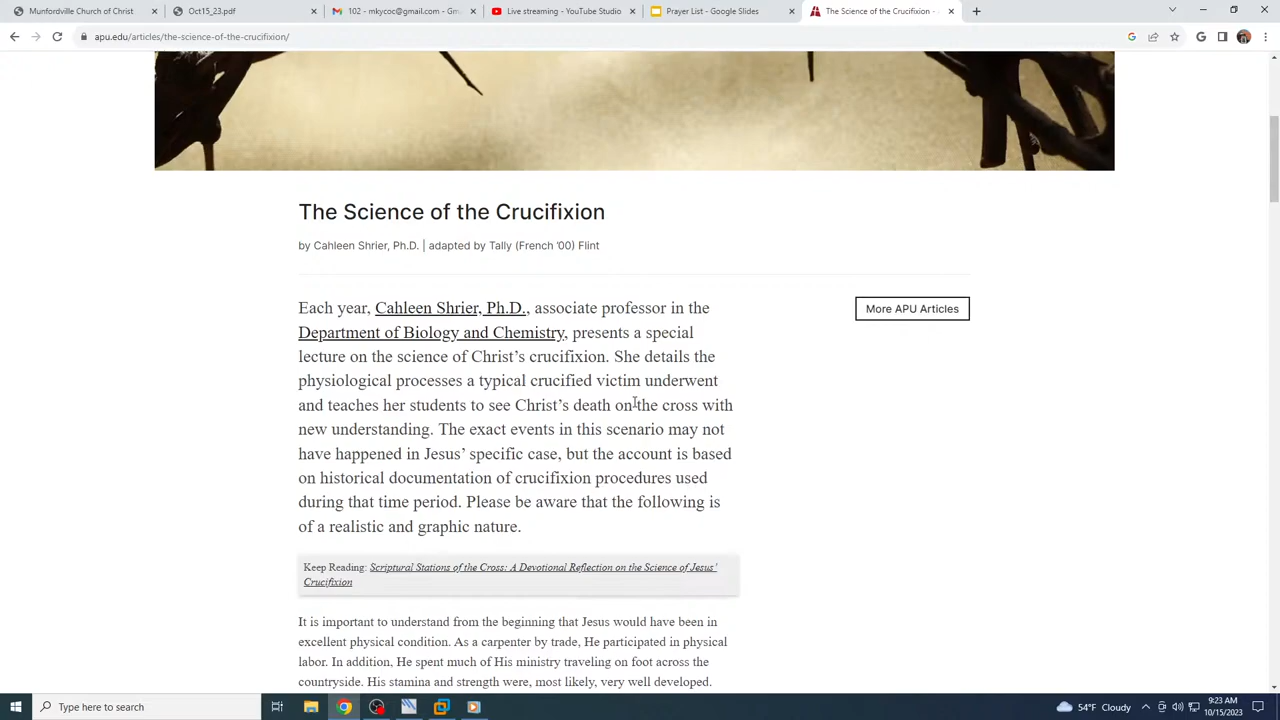 Munfordville Church of Christ
Oct15_23.pdf
102 - mkycoc@gmail.com - Gm
Live streaming - YouTube Studio
Prayer List - Google Slides
The Science of the Crucifixion -
apu.edu/articles/the-science-of-the-crucifixion/
The Science of the Crucifixion
by Cahleen Shrier, Ph.D. | adapted by Tally (French '00) Flint
Each year, Cahleen Shrier, Ph.D., associate professor in the
More APU Articles
Department of Biology and Chemistry, presents a special
lecture on the science of Christ's crucifixion. She details the
physiological processes a typical crucified victim underwent
and teaches her students to see Christ's death on the cross with
new understanding. The exact events in this scenario may not
have happened in Jesus' specific case, but the account is based
on historical documentation of crucifixion procedures used
during that time period. Please be aware that the following is
of a realistic and graphic nature.
Keep Reading: Scriptural Stations of the Cross: A Devotional Reflection on the Science of Jesus'
Crucifixion
It is important to understand from the beginning that Jesus would have been in
excellent physical condition. As a carpenter by trade, He participated in physical
labor. In addition, He spent much of His ministry traveling on foot across the
countryside. His stamina and strength were, most likely, very well developed.
Type here to search
54°F Cloudy
9:23 AM
10/15/2023